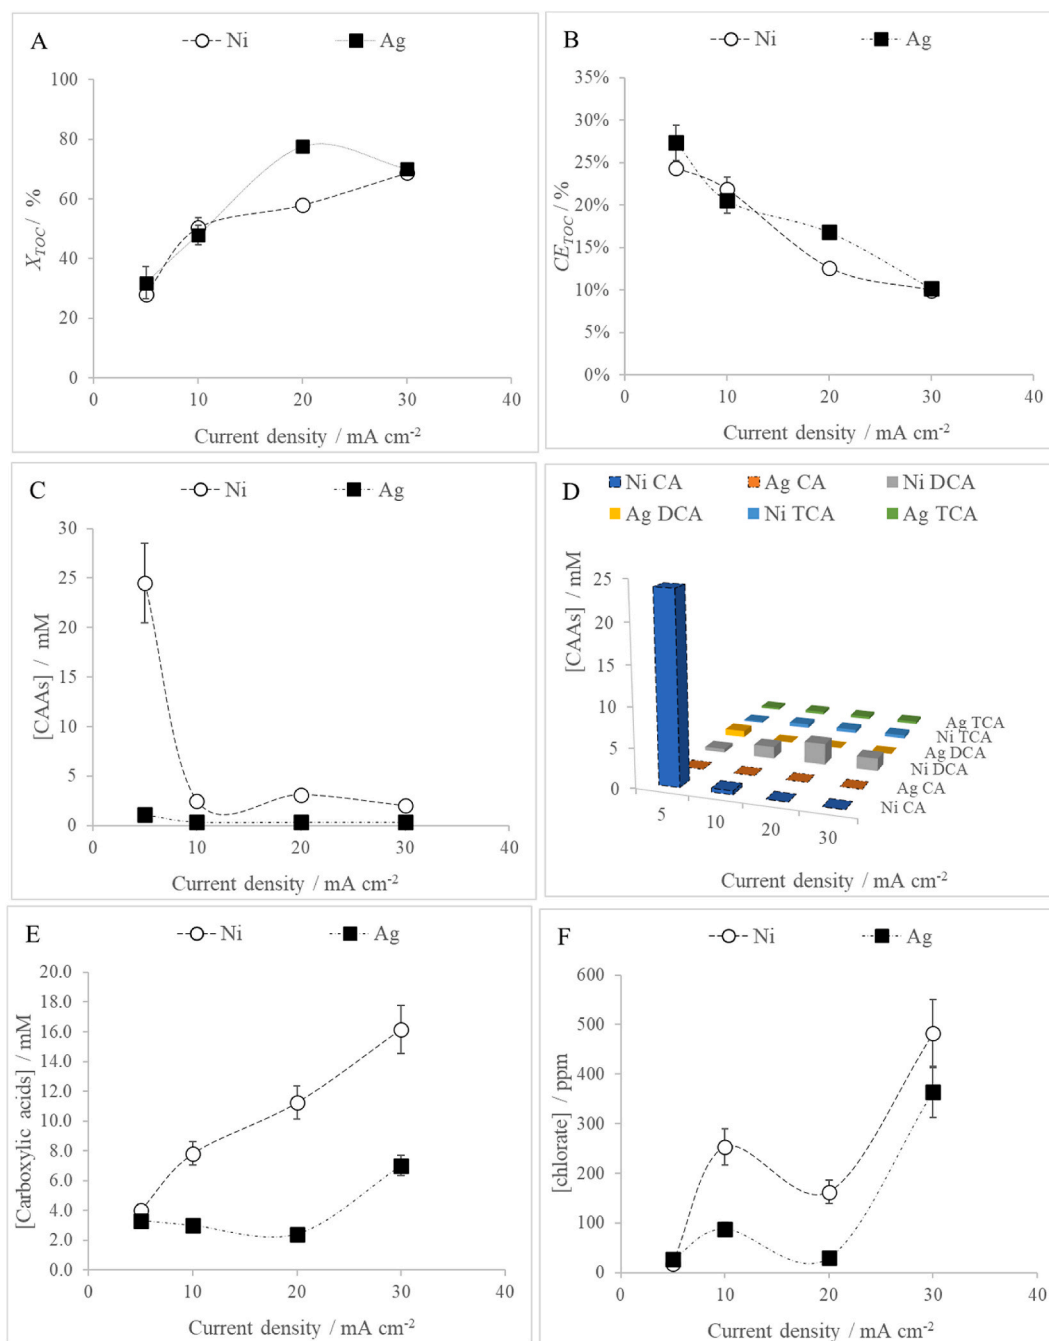 A
Ni Ag
100
80
60
40
20
0
X_TOC / %
0 10 20 30 40
Current density / mA cm⁻²
B
Ni Ag
35%
30%
25%
20%
15%
10%
5%
0%
CE_TOC / %
0 10 20 30 40
Current density / mA cm⁻²
C
Ni Ag
30
25
20
15
10
5
0
[CAAs] / mM
0 10 20 30 40
Current density / mA cm⁻²
D
Ni CA Ag CA Ni DCA
Ag DCA Ni TCA Ag TCA
25
20
15
10
5
0
[CAAs] / mM
Ag TCA
Ni TCA
Ag DCA
Ni DCA
Ag CA
Ni CA
5 10 20 30
Current density / mA cm⁻²
E
Ni Ag
20.0
18.0
16.0
14.0
12.0
10.0
8.0
6.0
4.0
2.0
0.0
[Carboxylic acids] / mM
0 10 20 30 40
Current density / mA cm⁻²
F
Ni Ag
600
500
400
300
200
100
0
[chlorate] / ppm
0 10 20 30 40
Current density / mA cm⁻²